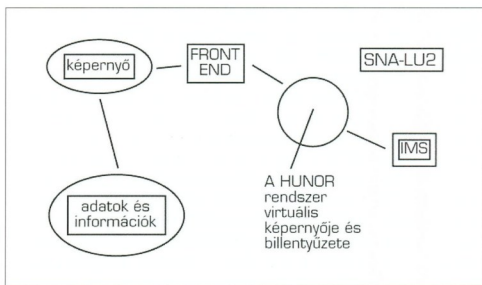 képernyő
FRONT
END
SNA-LU2
IMS
A HUNOR
rendszer
virtuális
képernyője és
billentyűzete
adatok és
információk